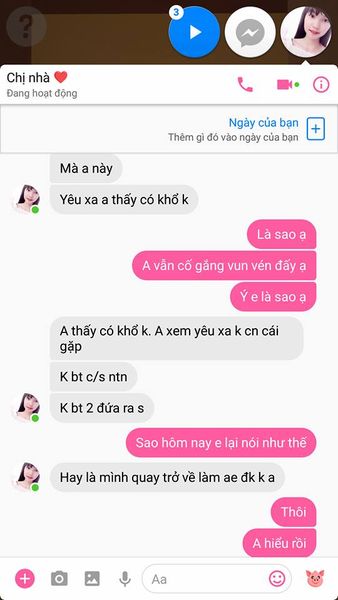 3
Chị nhà ❤
Đang hoạt động
Ngày của bạn
Thêm gì đó vào ngày của bạn
Mà a này
Yêu xa a thấy có khổ k
Là sao ạ
A vẫn cố gắng vun vén đấy ạ
Ý e là sao ạ
A thấy có khổ k. A xem yêu xa k cn cái
gặp
K bt c/s ntn
K bt 2 đứa ra s
Sao hôm nay e lại nói như thế
Hay là mình quay trở về làm ae đk k a
Thôi
A hiểu rồi
Aa